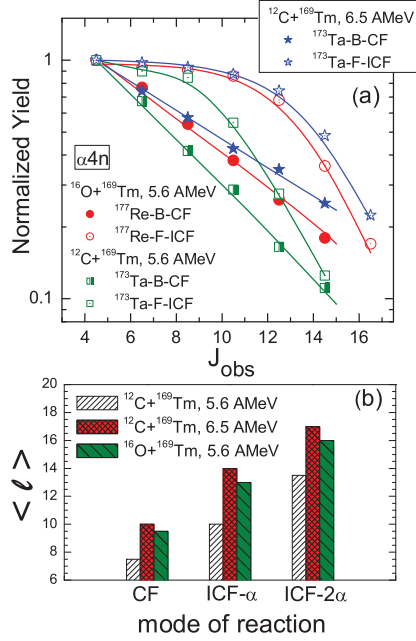 ¹²C+¹⁶⁹Tm, 6.5 AMeV
¹⁷³Ta-B-CF
¹⁷³Ta-F-ICF
(a)
Normalized Yield
1
0.1
α4n
¹⁶O+¹⁶⁹Tm, 5.6 AMeV
¹⁷⁷Re-B-CF
¹⁷⁷Re-F-ICF
¹²C+¹⁶⁹Tm, 5.6 AMeV
¹⁷³Ta-B-CF
¹⁷³Ta-F-ICF
4 6 8 10 12 14 16
J_obs
(b)
¹²C+¹⁶⁹Tm, 5.6 AMeV
¹²C+¹⁶⁹Tm, 6.5 AMeV
¹⁶O+¹⁶⁹Tm, 5.6 AMeV
< ℓ >
20
18
16
14
12
10
8
6
CF ICF-α ICF-2α
mode of reaction